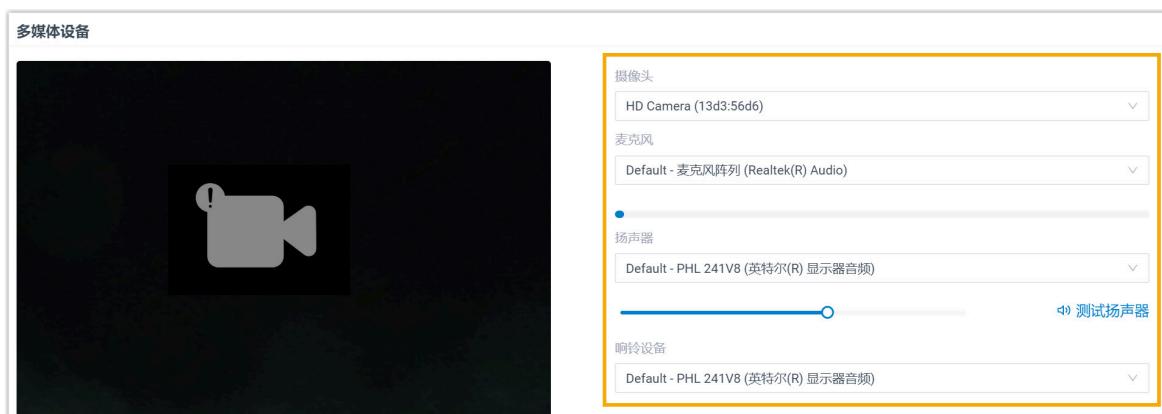 多媒体设备
摄像头
HD Camera (13d3:56d6)
麦克风
Default - 麦克风阵列 (Realtek(R) Audio)
扬声器
Default - PHL 241V8 (英特尔(R) 显示器音频)
测试扬声器
响铃设备
Default - PHL 241V8 (英特尔(R) 显示器音频)